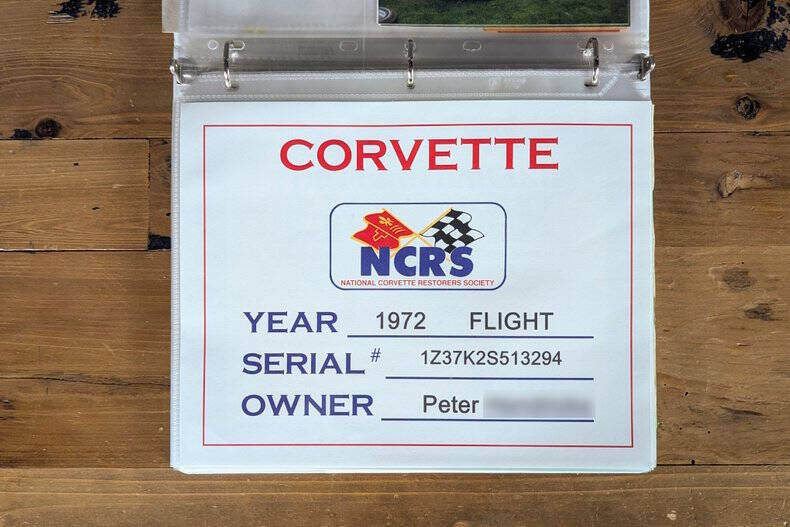 CORVETTE
NCRS
NATIONAL CORVETTE RESTORERS SOCIETY
YEAR 1972 FLIGHT
SERIAL # 1Z37K2S513294
OWNER Peter